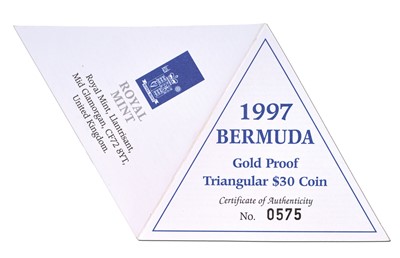 ROYAL
MINT
Royal Mint, Llantrisant,
Mid Glamorgan, CF72 8YT,
United Kingdom.
1997
BERMUDA
Gold Proof
Triangular $30 Coin
Certificate of Authenticity
No. 0575